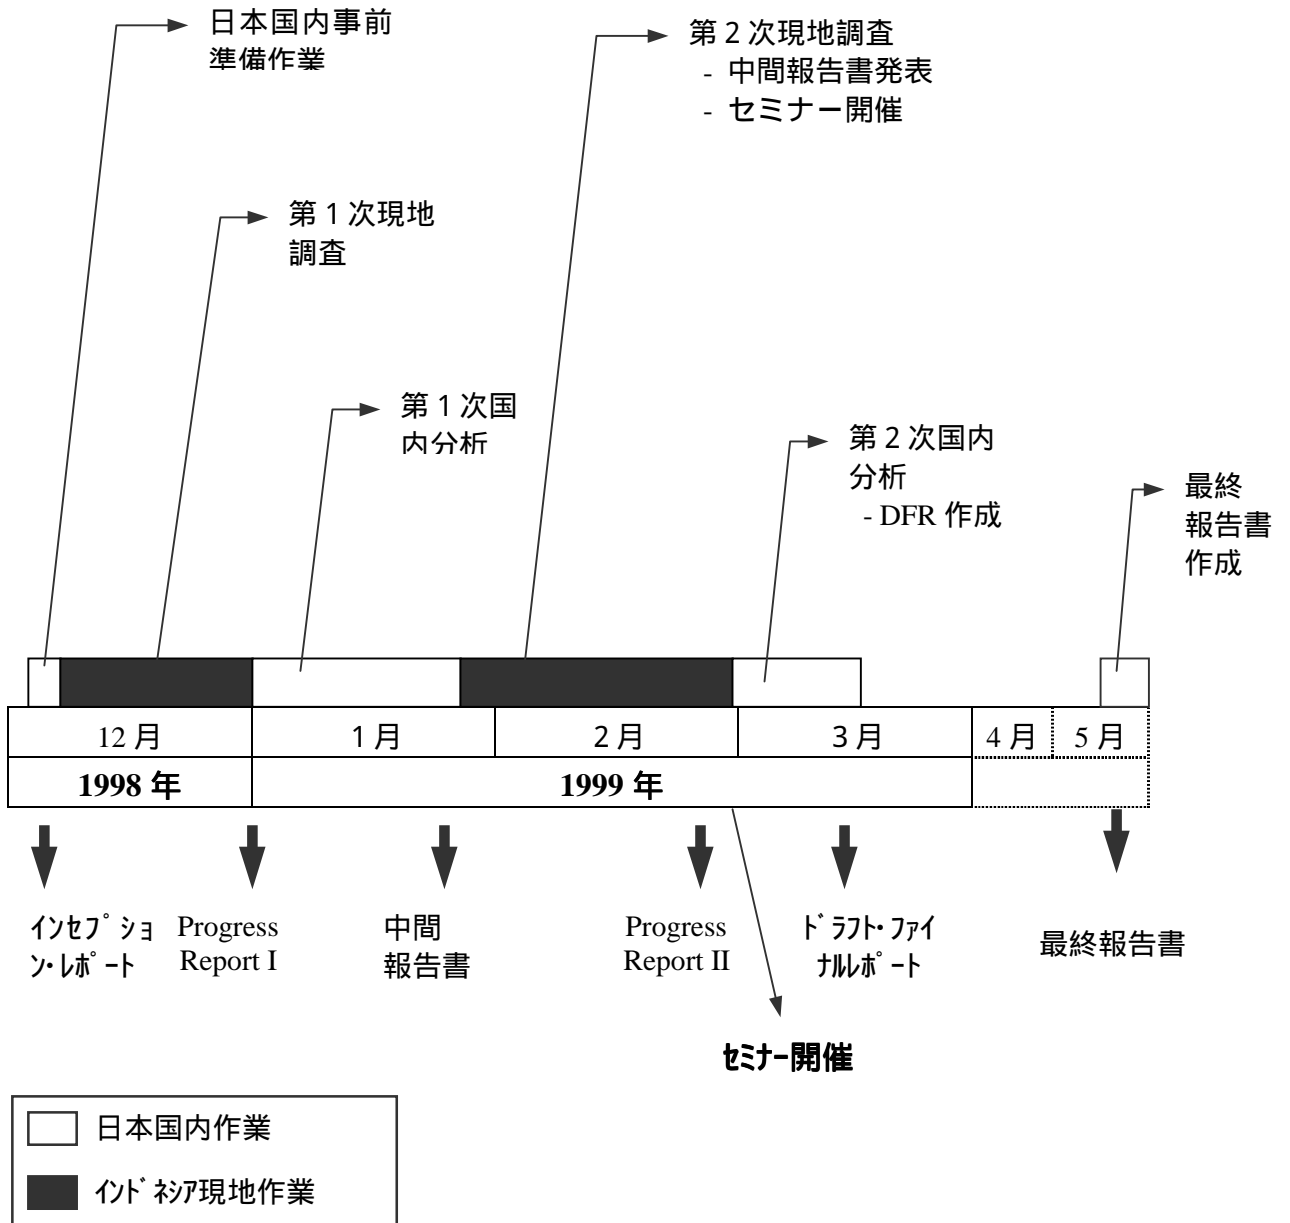 日本国内事前
準備作業
第２次現地調査
- 中間報告書発表
- セミナー開催
第１次現地
調査
第１次国
内分析
第２次国内
分析
- DFR 作成
最終
報告書
作成
12 月
1 月
2 月
3 月
4 月
5 月
1998 年
1999 年
ｲﾝｾﾌﾟｼｮ
ﾝ･ﾚﾎﾟｰﾄ
Progress
Report I
中間
報告書
Progress
Report II
ﾄﾞﾗﾌﾄ･ﾌｧｲ
ﾅﾙﾚﾎﾟｰﾄ
最終報告書
ｾﾐﾅｰ開催
日本国内作業
ｲﾝﾄﾞﾈｼｱ現地作業